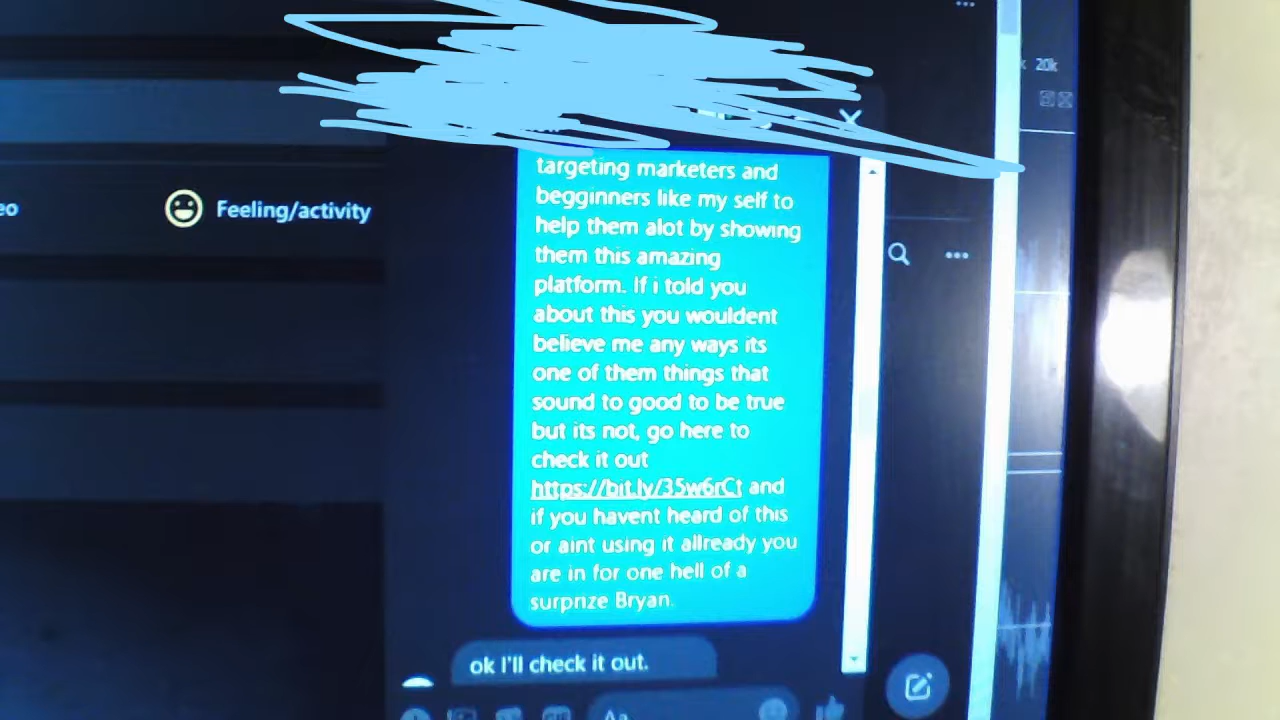 20k
eo
Feeling/activity
targeting marketers and
begginners like my self to
help them alot by showing
them this amazing
platform. If i told you
about this you wouldent
believe me any ways its
one of them things that
sound to good to be true
but its not, go here to
check it out
https://bit.ly/35w6rCt and
if you havent heard of this
or aint using it allready you
are in for one hell of a
surprize Bryan.
ok I'll check it out.
Aa